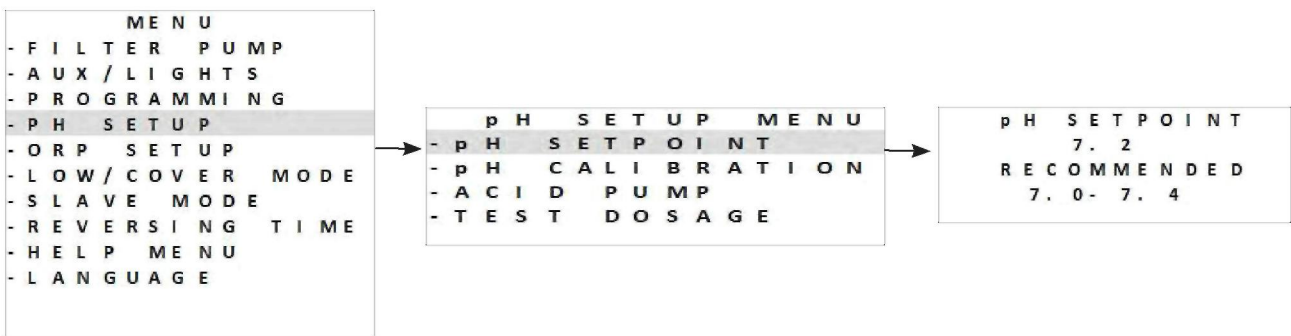 MENU
-FILTER PUMP
-AUX/LIGHTS
-PROGRAMMING
-PH SETUP
-ORP SETUP
-LOW/COVER MODE
-SLAVE MODE
-REVERSING TIME
-HELP MENU
-LANGUAGE
pH SETUP MENU
-pH SETPOINT
-pH CALIBRATION
-ACID PUMP
-TEST DOSAGE
pH SETPOINT
7.2
RECOMMENDED
7.0-7.4